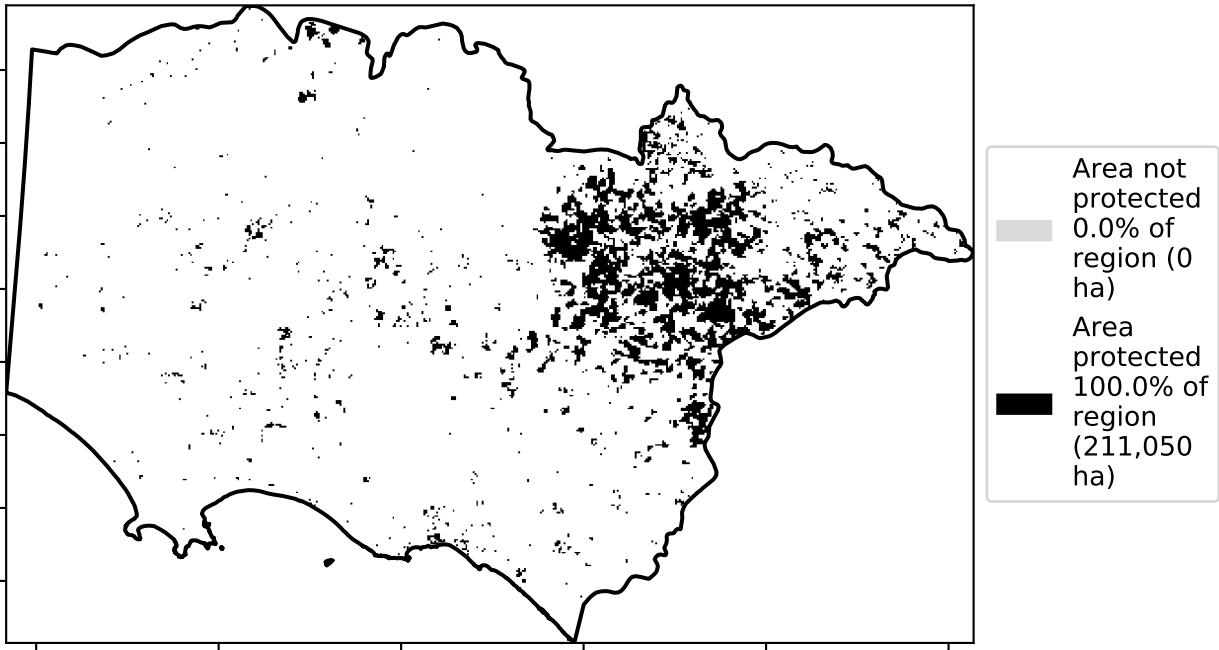 Area not
protected
0.0% of
region (0
ha)
Area
protected
100.0% of
region
(211,050
ha)